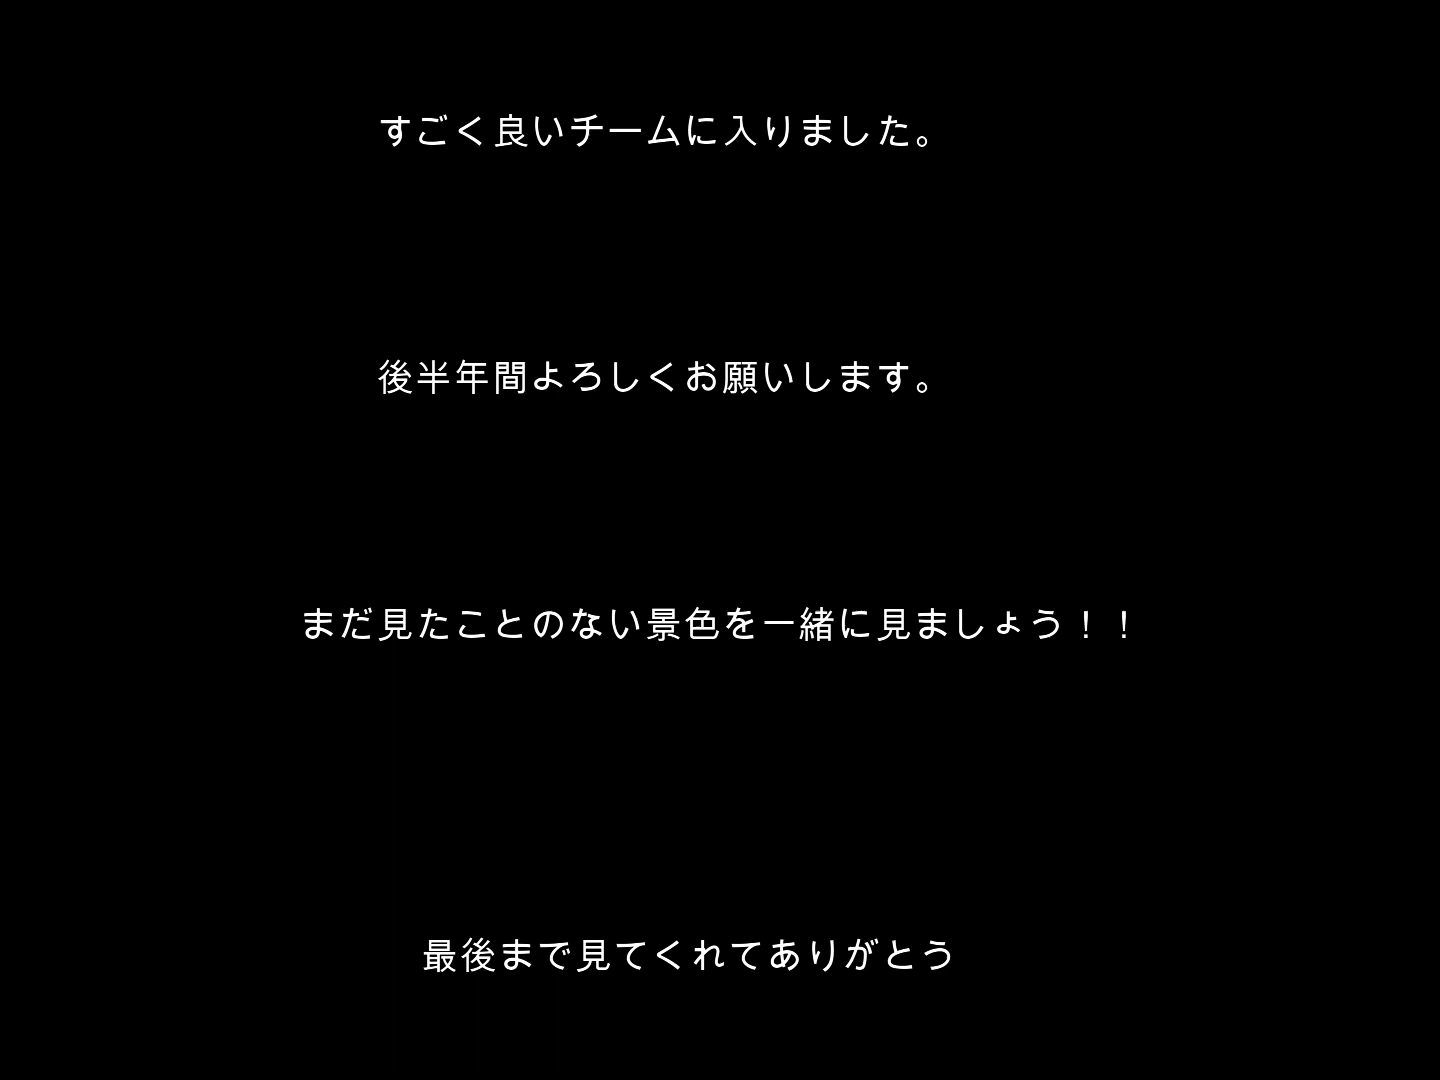 すごく良いチームに入りました。
後半年間よろしくお願いします。
まだ見たことのない景色を一緒に見ましょう！！
最後まで見てくれてありがとう